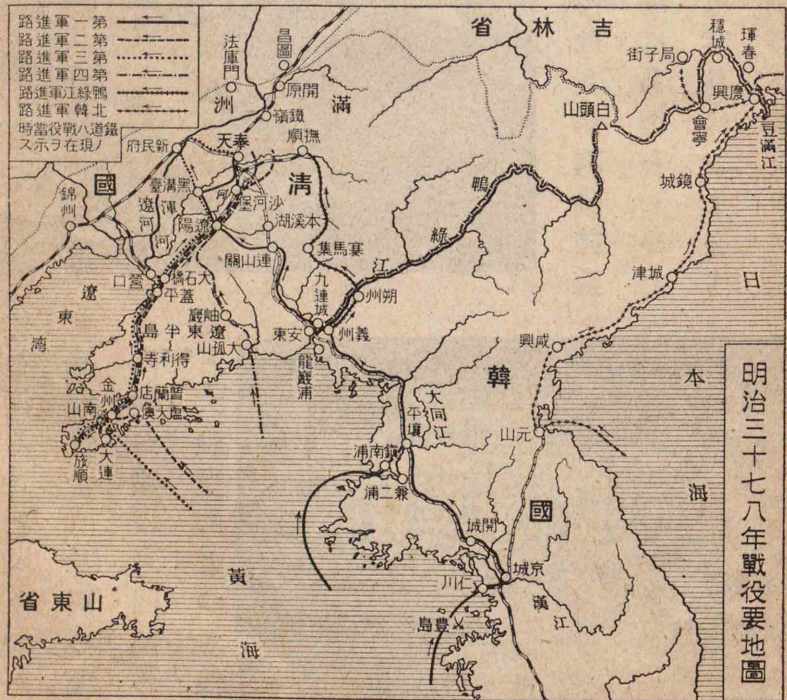 明治三十七八年戰役要地圖
第一軍進路
第二軍進路
第三軍進路
第四軍進路
鴨綠江軍進路
北韓軍進路
鐵道ハ戰役當時
ノ現在ヲ示ス
吉林省
滿洲
淸國
韓國
山東省
日本海
黃海
遼東湾
遼東半島
琿春
穩城
局子街
慶興
會寧
豆滿江
白頭山
鏡城
城津
咸興
元山
鴨綠江
昌圖
法庫門
開原
鐵嶺
撫順
奉天
新民府
黑溝臺
沙河堡
渾河
遼河
錦州
本溪湖
遼陽
連山關
賽馬集
九連城
朔州
義州
安東
龍巖浦
營口
大石橋
蓋平
岫巖
大孤山
得利寺
普蘭店
塩大澳
金州
南山
大連
旅順
大同江
平壤
鎭南浦
兼二浦
開城
京城
仁川
漢江
豊島